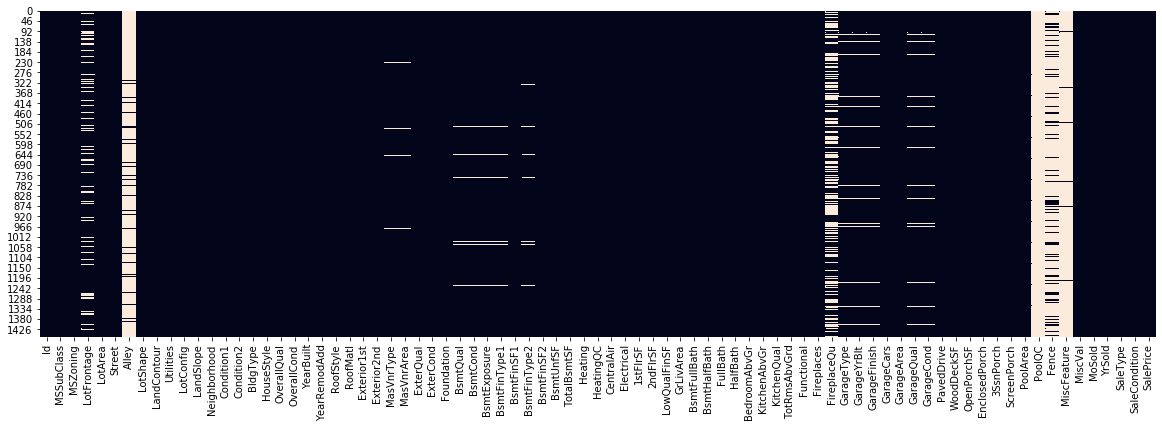 0
46
92
138
184
230
276
322
368
414
460
506
552
598
644
690
736
782
828
874
920
966
1012
1058
1104
1150
1196
1242
1288
1334
1380
1426
Id
MSSubClass
MSZoning
LotFrontage
LotArea
Street
Alley
LotShape
LandContour
Utilities
LotConfig
LandSlope
Neighborhood
Condition1
Condition2
BldgType
HouseStyle
OverallQual
OverallCond
YearBuilt
YearRemodAdd
RoofStyle
RoofMatl
Exterior1st
Exterior2nd
MasVnrType
MasVnrArea
ExterQual
ExterCond
Foundation
BsmtQual
BsmtCond
BsmtExposure
BsmtFinType1
BsmtFinSF1
BsmtFinType2
BsmtFinSF2
BsmtUnfSF
TotalBsmtSF
Heating
HeatingQC
CentralAir
Electrical
1stFlrSF
2ndFlrSF
LowQualFinSF
GrLivArea
BsmtFullBath
BsmtHalfBath
FullBath
HalfBath
BedroomAbvGr
KitchenAbvGr
KitchenQual
TotRmsAbvGrd
Functional
Fireplaces
FireplaceQu
GarageType
GarageYrBlt
GarageFinish
GarageCars
GarageArea
GarageQual
GarageCond
PavedDrive
WoodDeckSF
OpenPorchSF
EnclosedPorch
3SsnPorch
ScreenPorch
PoolArea
PoolQC
Fence
MiscFeature
MiscVal
MoSold
YrSold
SaleType
SaleCondition
SalePrice